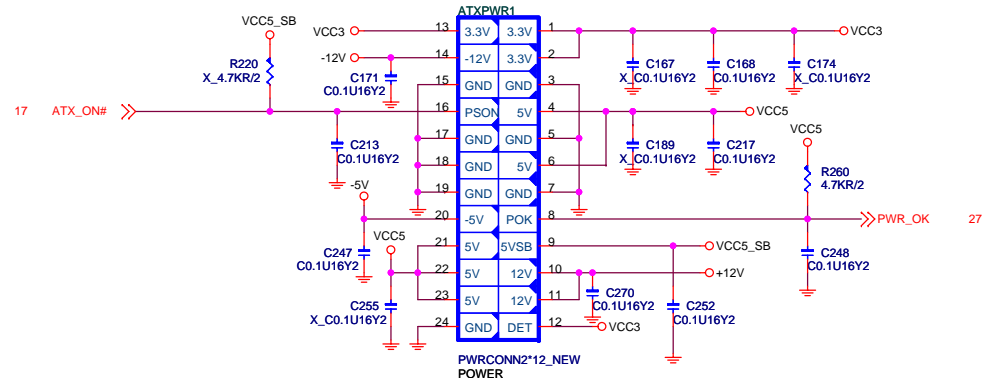 ATXPWR1
VCC5_SB
R220
X_4.7KR/2
VCC3
-12V
C171
C0.1U16Y2
17 ATX_ON#
C213
C0.1U16Y2
-5V
C247
C0.1U16Y2
VCC5
C255
X_C0.1U16Y2
13 3.3V 3.3V 1
14 -12V 3.3V 2
15 GND GND 3
16 PSON 5V 4
17 GND GND 5
18 GND 5V 6
19 GND GND 7
20 -5V POK 8
21 5V 5VSB 9
22 5V 12V 10
23 5V 12V 11
24 GND DET 12
PWRCONN2*12_NEW
POWER
VCC3
C167
X_C0.1U16Y2
C168
C0.1U16Y2
C174
X_C0.1U16Y2
VCC5
C189
X_C0.1U16Y2
C217
C0.1U16Y2
VCC5
R260
4.7KR/2
PWR_OK 27
C248
C0.1U16Y2
VCC5_SB
+12V
C270
C0.1U16Y2
C252
C0.1U16Y2
VCC3